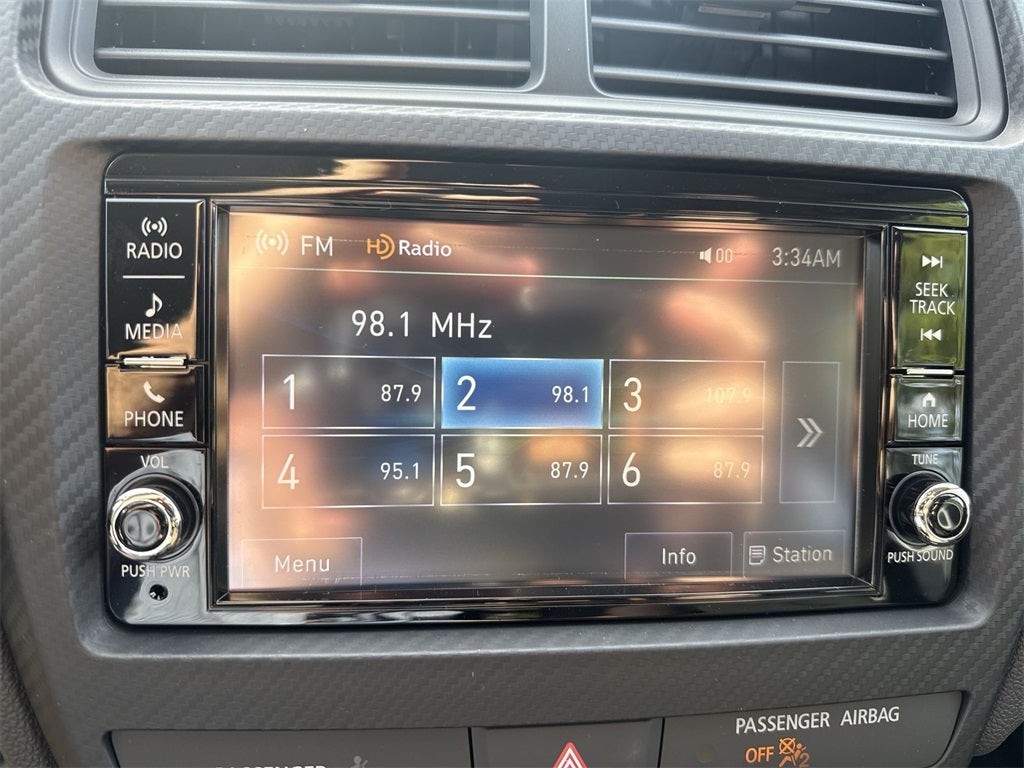 RADIO
MEDIA
PHONE
VOL
PUSH PWR
FM HD Radio 00 3:34AM
98.1 MHz
1 87.9 2 98.1 3 107.9
4 95.1 5 87.9 6 87.9
Menu Info Station
SEEK
TRACK
HOME
TUNE
PUSH SOUND
PASSENGER
PASSENGER AIRBAG
OFF 2